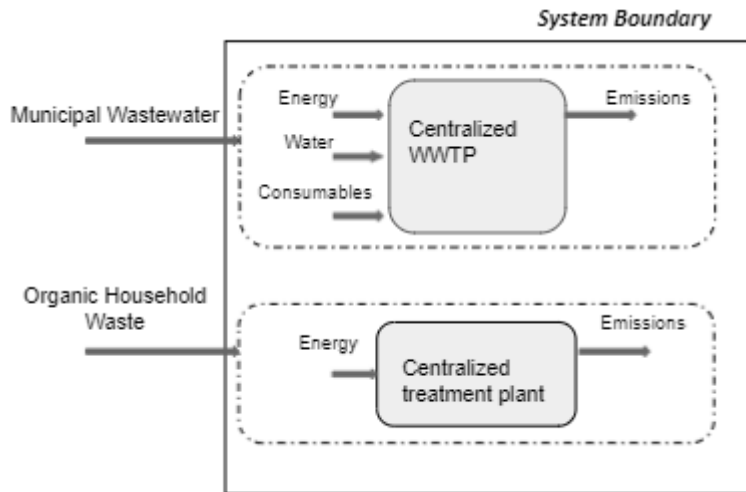 System Boundary
Municipal Wastewater
Energy
Water
Consumables
Centralized
WWTP
Emissions
Organic Household
Waste
Energy
Centralized
treatment plant
Emissions